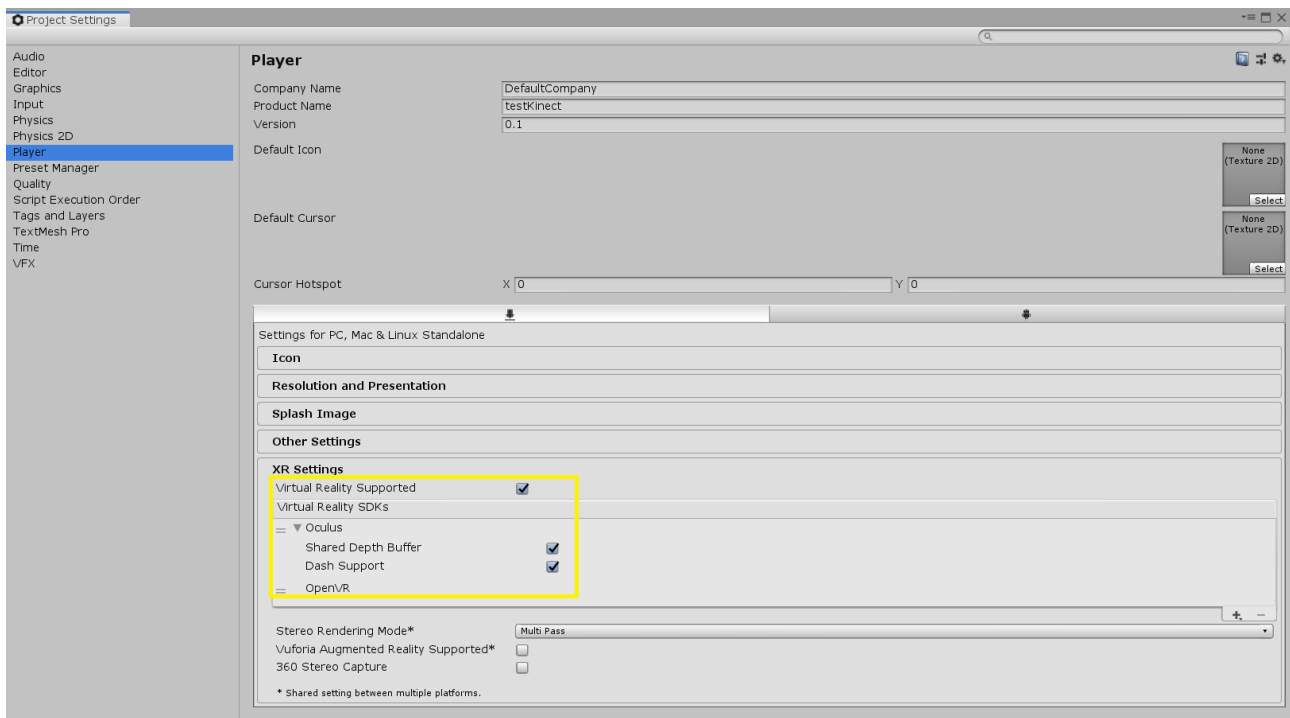 Project Settings
Audio
Editor
Graphics
Input
Physics
Physics 2D
Player
Preset Manager
Quality
Script Execution Order
Tags and Layers
TextMesh Pro
Time
VFX
Player
Company Name DefaultCompany
Product Name testKinect
Version 0.1
Default Icon
None
(Texture 2D)
Select
Default Cursor
None
(Texture 2D)
Select
Cursor Hotspot X 0 Y 0
Settings for PC, Mac & Linux Standalone
Icon
Resolution and Presentation
Splash Image
Other Settings
XR Settings
Virtual Reality Supported
Virtual Reality SDKs
Oculus
Shared Depth Buffer
Dash Support
OpenVR
Stereo Rendering Mode* Multi Pass
Vuforia Augmented Reality Supported*
360 Stereo Capture
* Shared setting between multiple platforms.